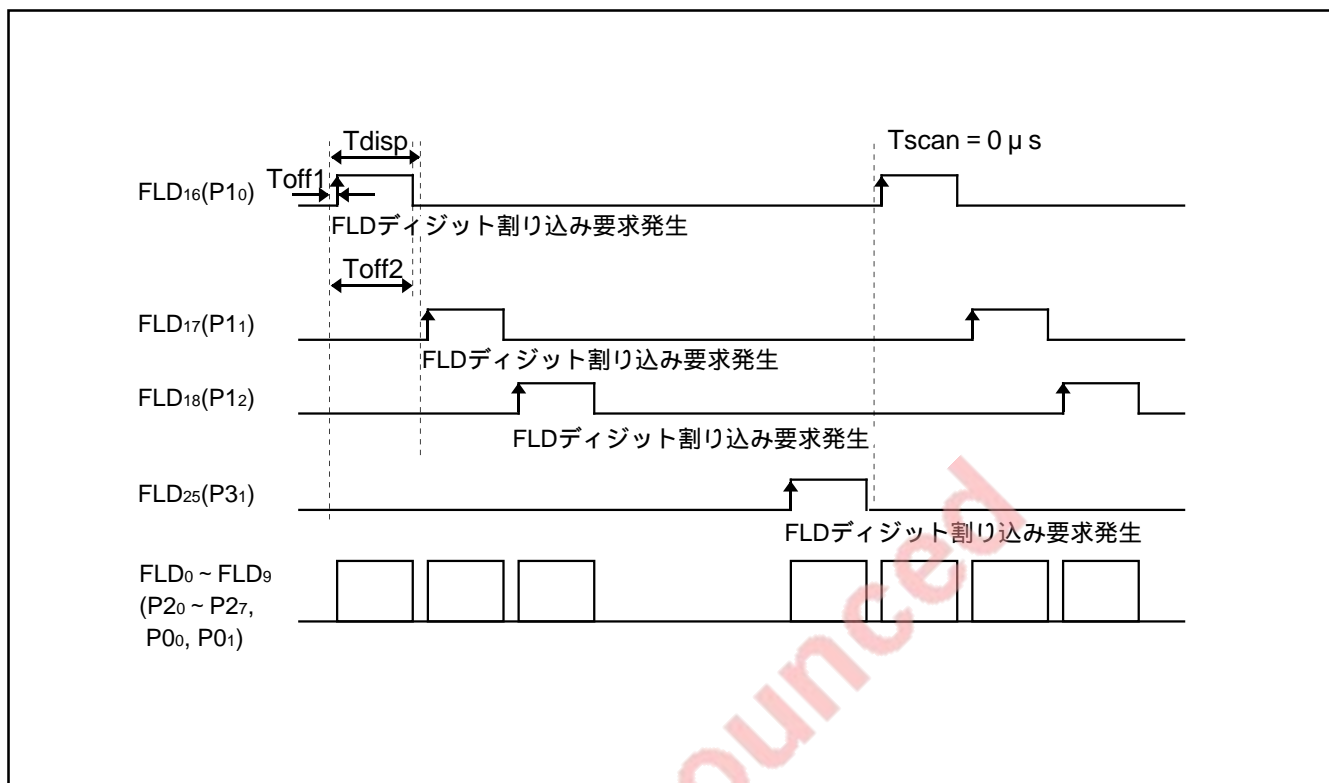 Tdisp
Tscan = 0 μ s
Toff1
FLD16(P10)
FLDディジット割り込み要求発生
Toff2
FLD17(P11)
FLDディジット割り込み要求発生
FLD18(P12)
FLDディジット割り込み要求発生
FLD25(P31)
FLDディジット割り込み要求発生
FLD0 ~ FLD9
(P20 ~ P27,
P00, P01)
ounced